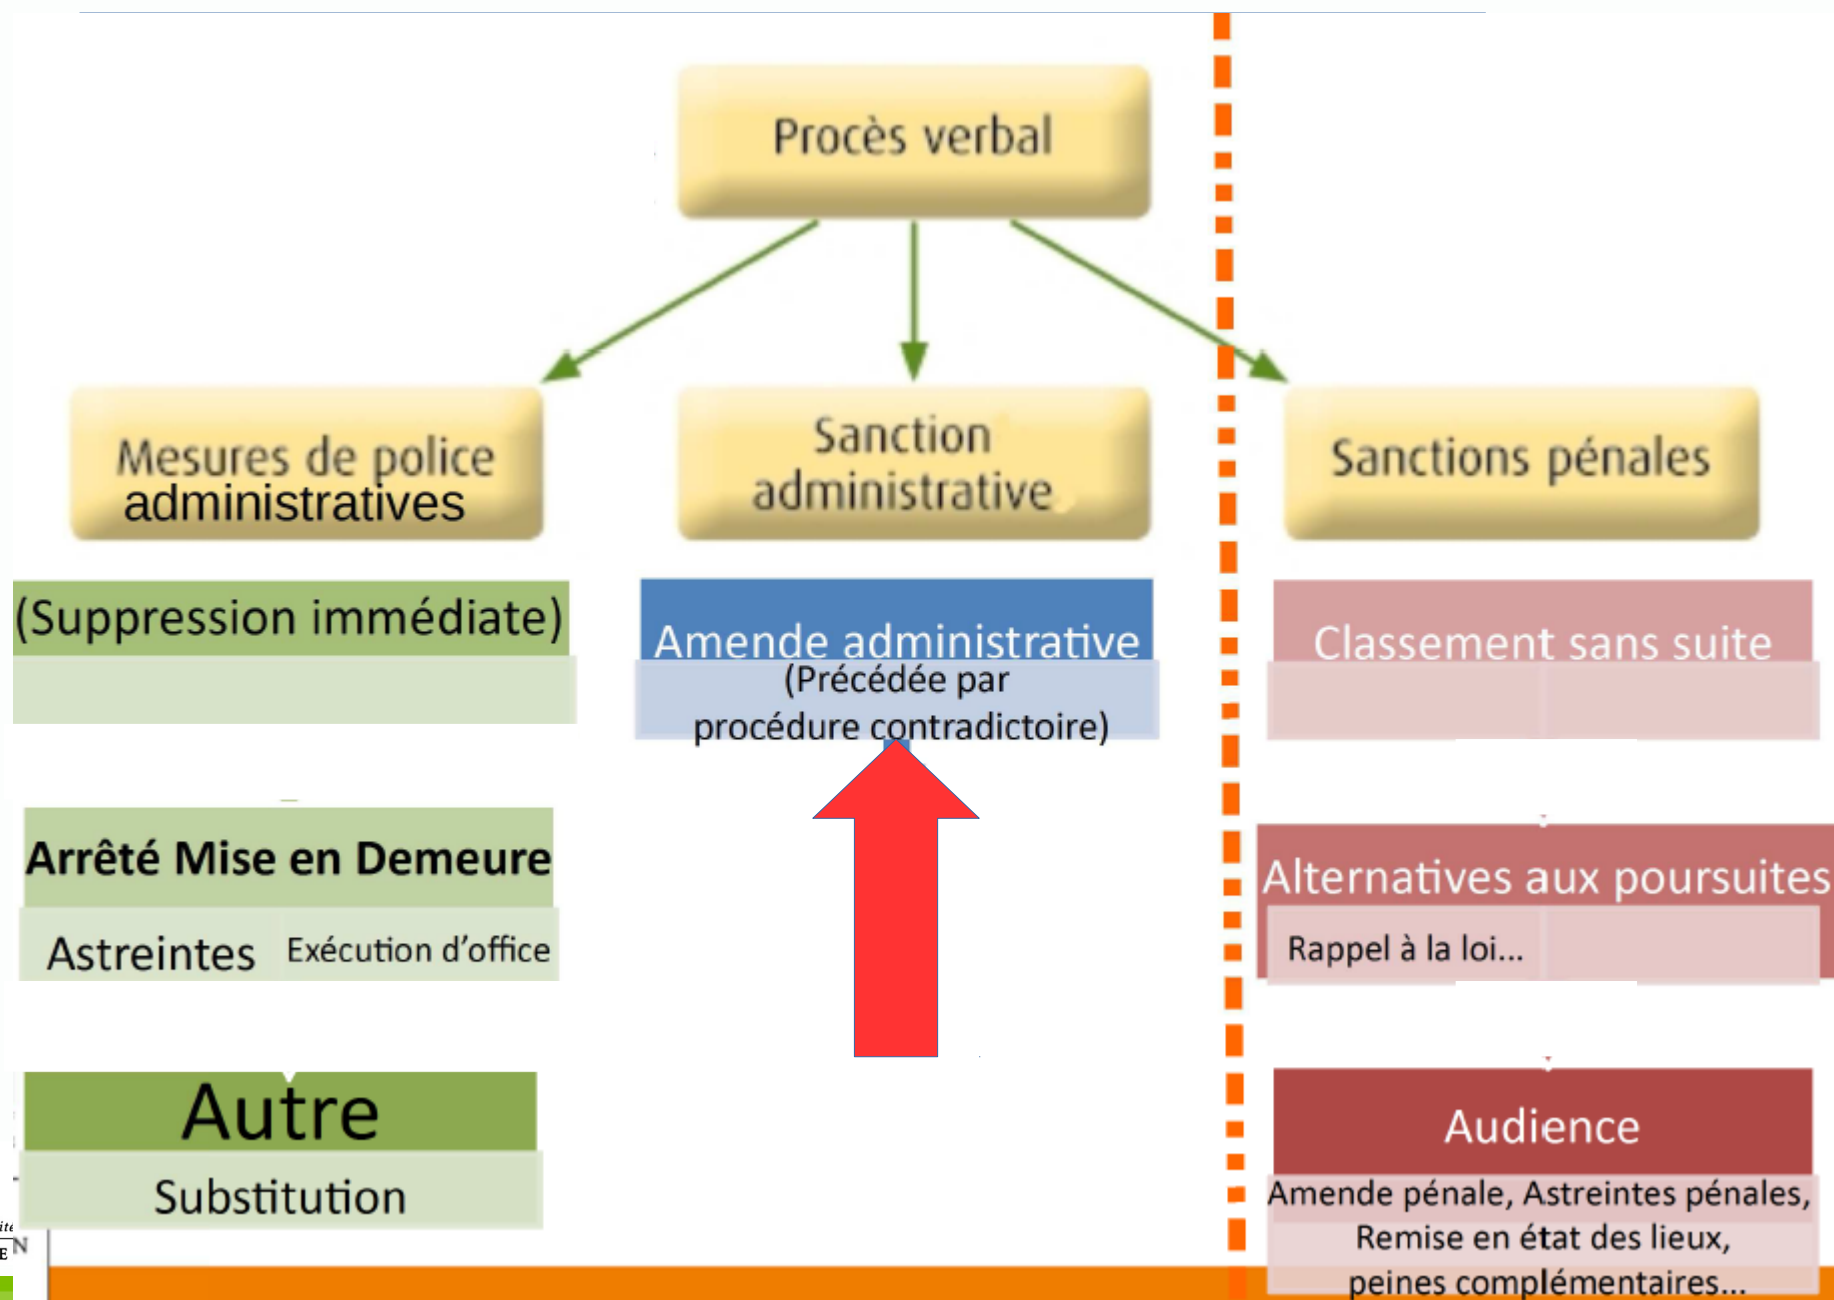 Procès verbal
Mesures de police
administratives
Sanction
administrative
Sanctions pénales
(Suppression immédiate)
Amende administrative
(Précédée par
procédure contradictoire)
Classement sans suite
Arrêté Mise en Demeure
Astreintes Exécution d'office
Alternatives aux poursuites
Rappel à la loi...
Autre
Substitution
Audience
Amende pénale, Astreintes pénales,
Remise en état des lieux,
peines complémentaires...